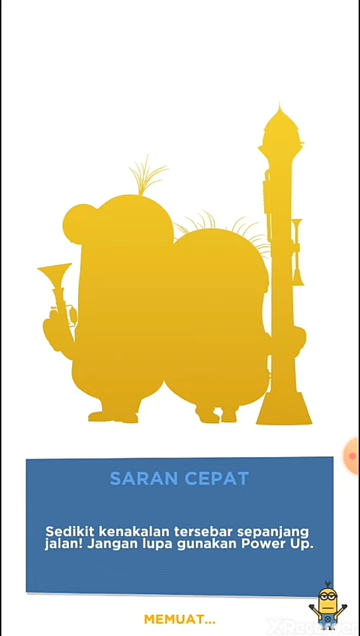 SARAN CEPAT
Sedikit kenakalan tersebar sepanjang
jalan! Jangan lupa gunakan Power Up.
MEMUAT...